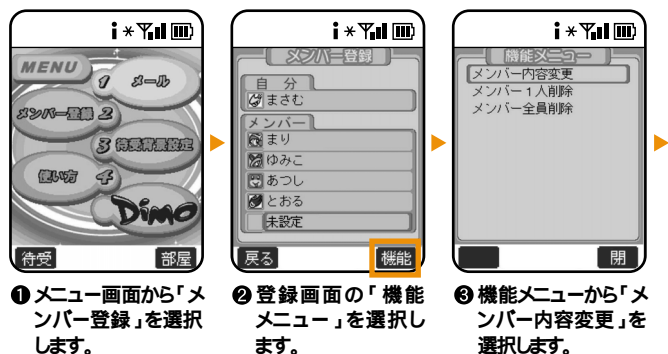 i
MENU
1 メール
メンバー登録 2
3 待受背景設定
使い方 4
Dimo
待受 部屋
❶メニュー画面から「メ
ンバー登録」を選択
します。
i
メンバー登録
自分
まさむ
メンバー
まり
ゆみこ
あつし
とおる
未設定
戻る 機能
❷登録画面の「機能
メニュー」を選択し
ます。
i
機能メニュー
メンバー内容変更
メンバー1人削除
メンバー全員削除
開
❸機能メニューから「メ
ンバー内容変更」を
選択します。